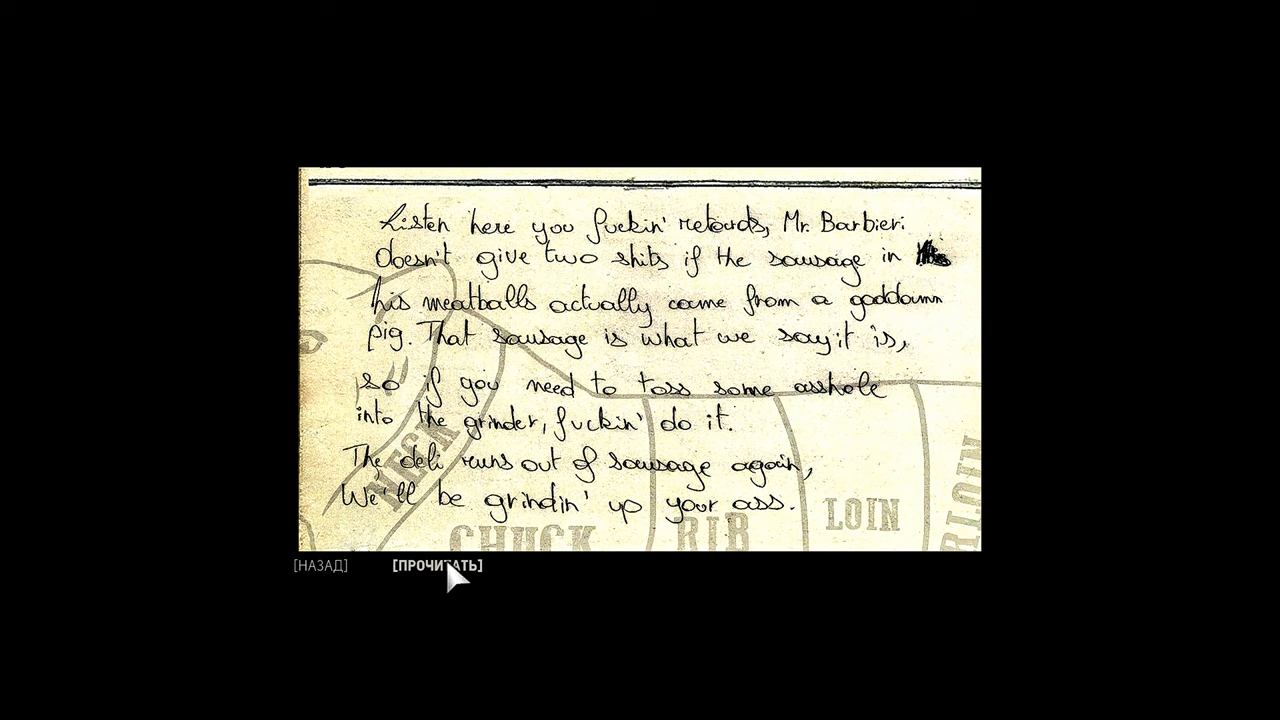 Listen here you fuckin' retards, Mr. Barbieri
doesn't give two shits if the sausage in
his meatballs actually came from a goddamn
pig. That sausage is what we say it is,
so if you need to toss some asshole
into the grinder, fuckin' do it.
The deli runs out of sausage again,
We'll be grindin' up your ass.
NECK
CHUCK
RIB
LOIN
[НАЗАД]
[ПРОЧИТАТЬ]